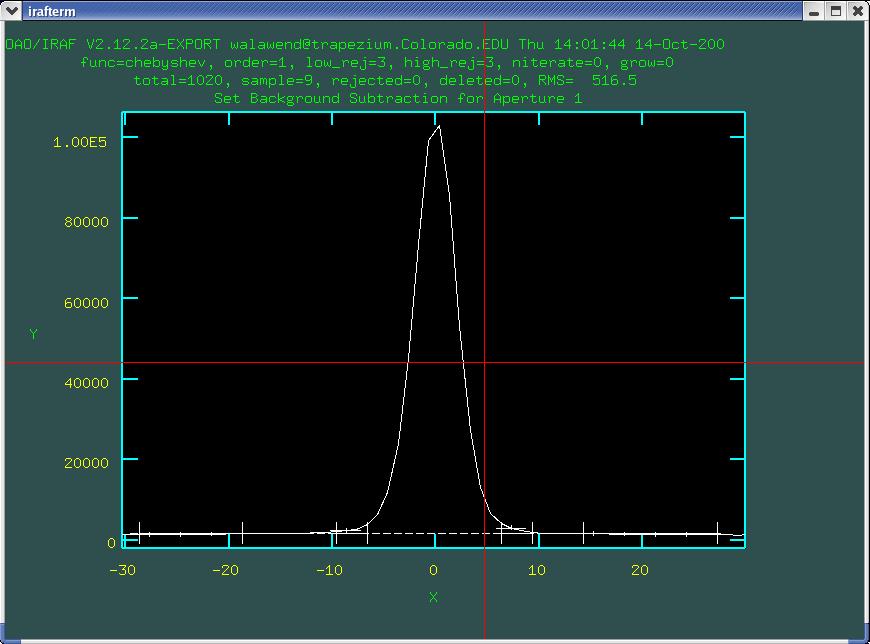 irafterm
OAO/IRAF V2.12.2a-EXPORT walawend@trapezium.Colorado.EDU Thu 14:01:44 14-Oct-200
func=chebyshev, order=1, low_rej=3, high_rej=3, niterate=0, grow=0
total=1020, sample=9, rejected=0, deleted=0, RMS= 516.5
Set Background Subtraction for Aperture 1
1.00E5
80000
60000
Y
40000
20000
0
-30 -20 -10 0 10 20
X